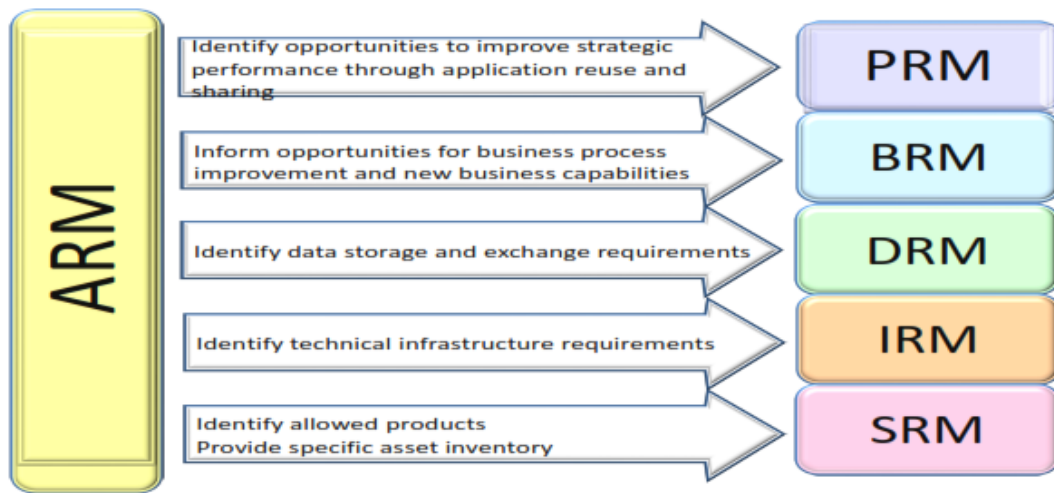 ARM
Identify opportunities to improve strategic
performance through application reuse and
sharing
PRM
Inform opportunities for business process
improvement and new business capabilities
BRM
Identify data storage and exchange requirements
DRM
Identify technical infrastructure requirements
IRM
Identify allowed products
Provide specific asset inventory
SRM